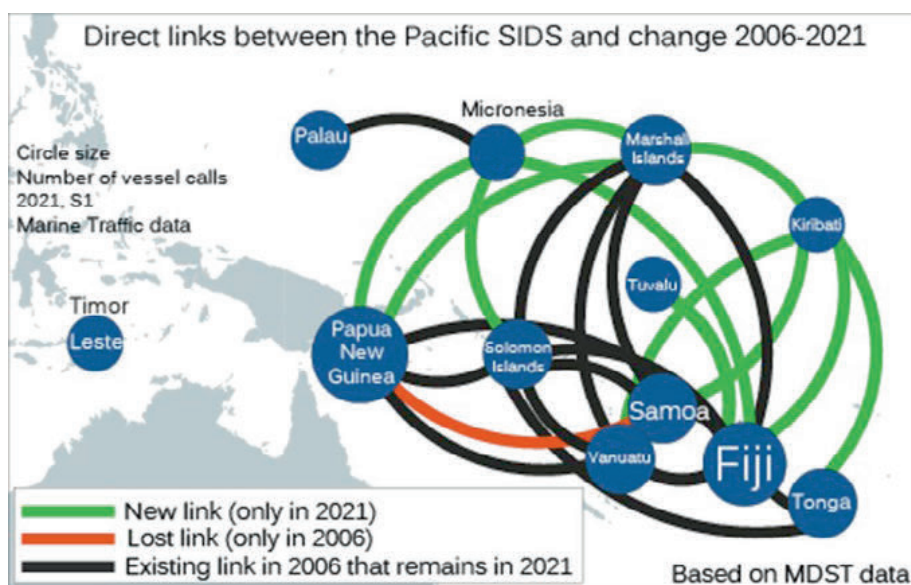 Direct links between the Pacific SIDS and change 2006-2021
Micronesia
Palau
Marshall
Islands
Circle size
Number of vessel calls
2021, S1
Marine Traffic data
Kiribati
Tuvalu
Timor
Leste
Papua
New
Guinea
Solomon
Islands
Samoa
Vanuatu
Fiji
Tonga
New link (only in 2021)
Lost link (only in 2006)
Existing link in 2006 that remains in 2021
Based on MDST data